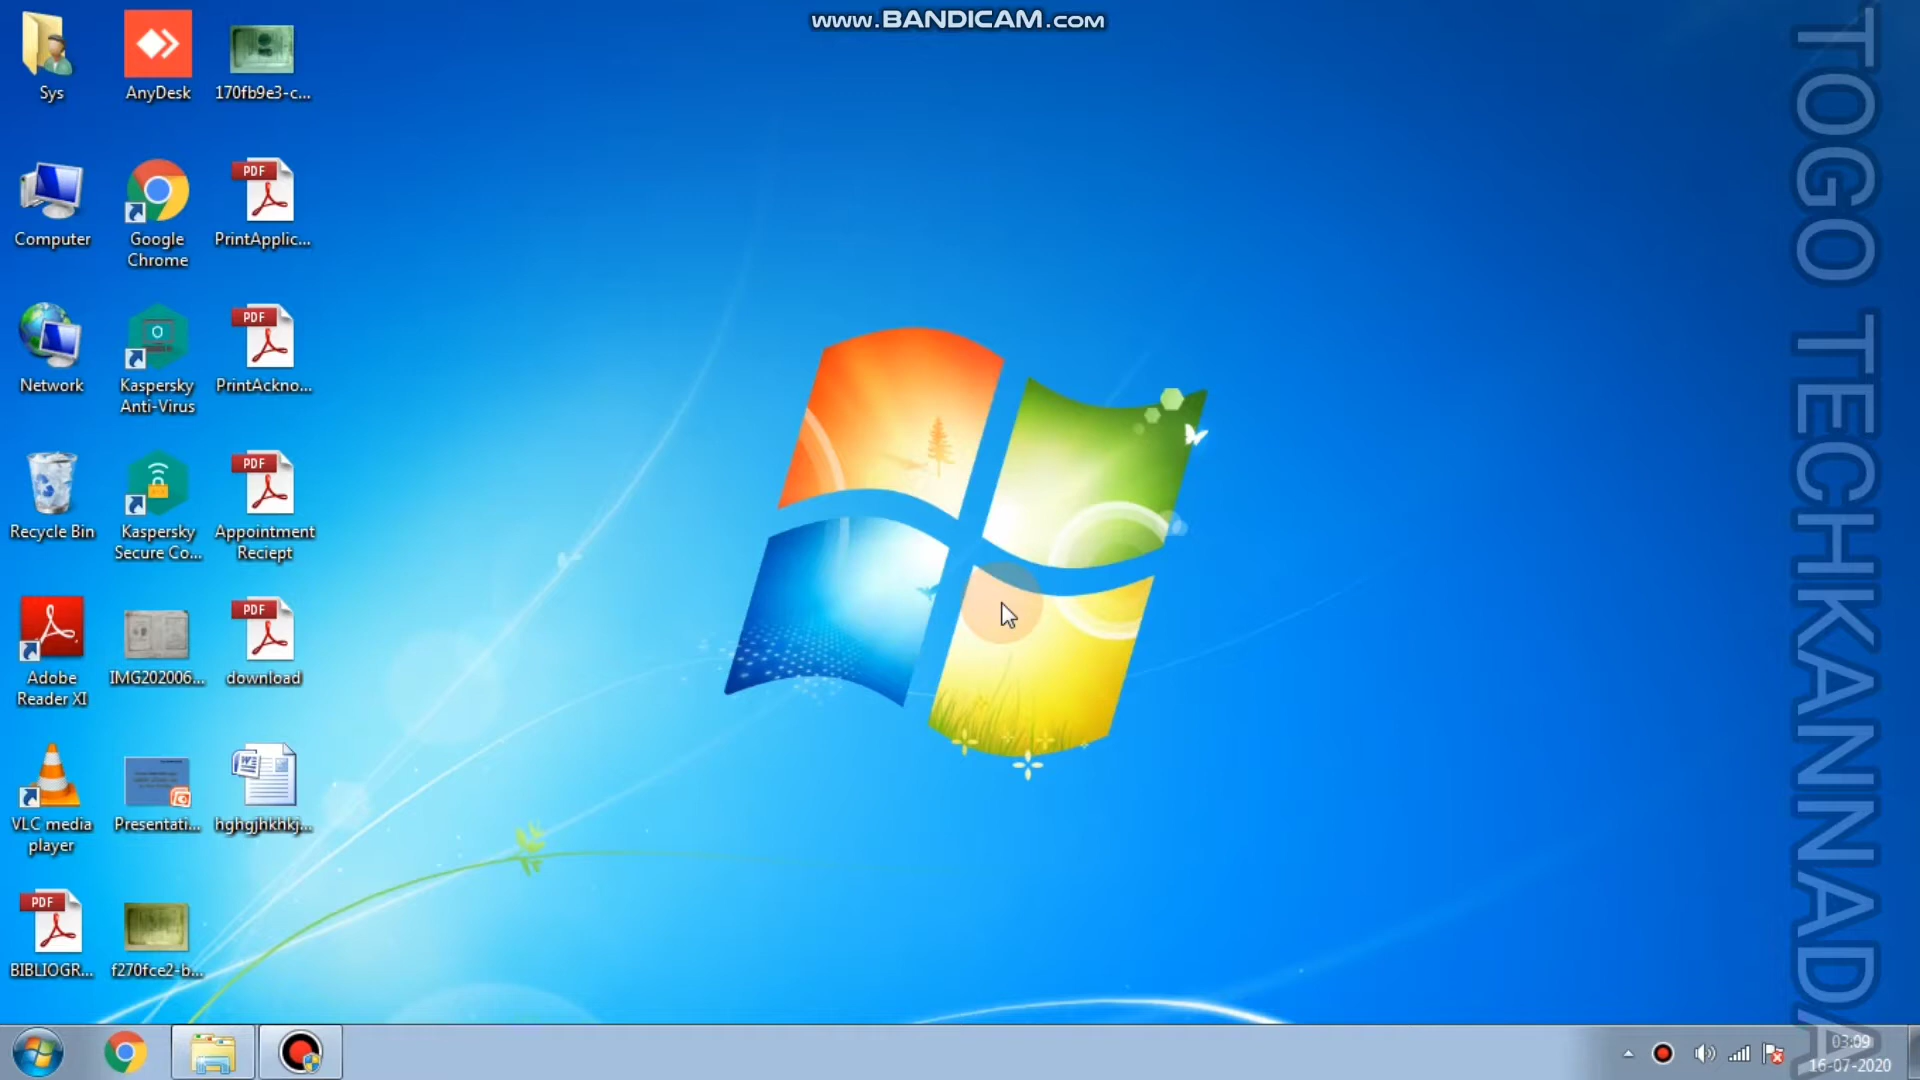 www.BANDICAM.com
TOGO TECHKANNADA
Sys
AnyDesk
170fb9e3-c...
Computer
Google
Chrome
PDF
PrintApplic...
Network
Kaspersky
Anti-Virus
PDF
PrintAckno...
Recycle Bin
Kaspersky
Secure Co...
PDF
Appointment
Reciept
Adobe
Reader XI
IMG202006...
PDF
download
VLC media
player
Presentati...
hghgjhkhkj...
PDF
BIBLIOGR...
f270fce2-b...
03:09
16-07-2020